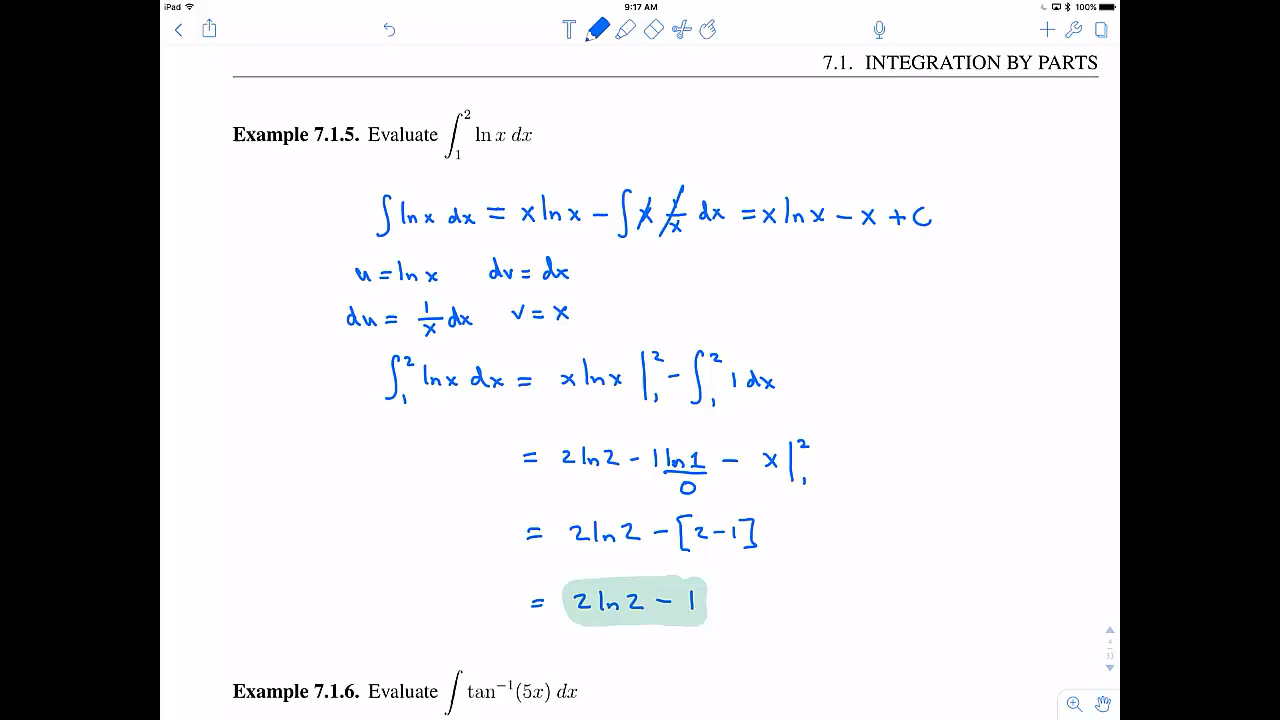 iPad 9:17 AM 100%
T
7.1. INTEGRATION BY PARTS
Example 7.1.5. Evaluate ∫₁² ln x dx
∫ ln x dx = x ln x − ∫ x 1/x dx = x ln x − x + C
u = ln x dv = dx
du = 1/x dx v = x
∫₁² ln x dx = x ln x |₁² − ∫₁² 1 dx
= 2 ln 2 − 1 ln 1 − x |₁²
0
= 2 ln 2 − [2 − 1]
= 2 ln 2 − 1
4
33
Example 7.1.6. Evaluate ∫ tan⁻¹(5x) dx